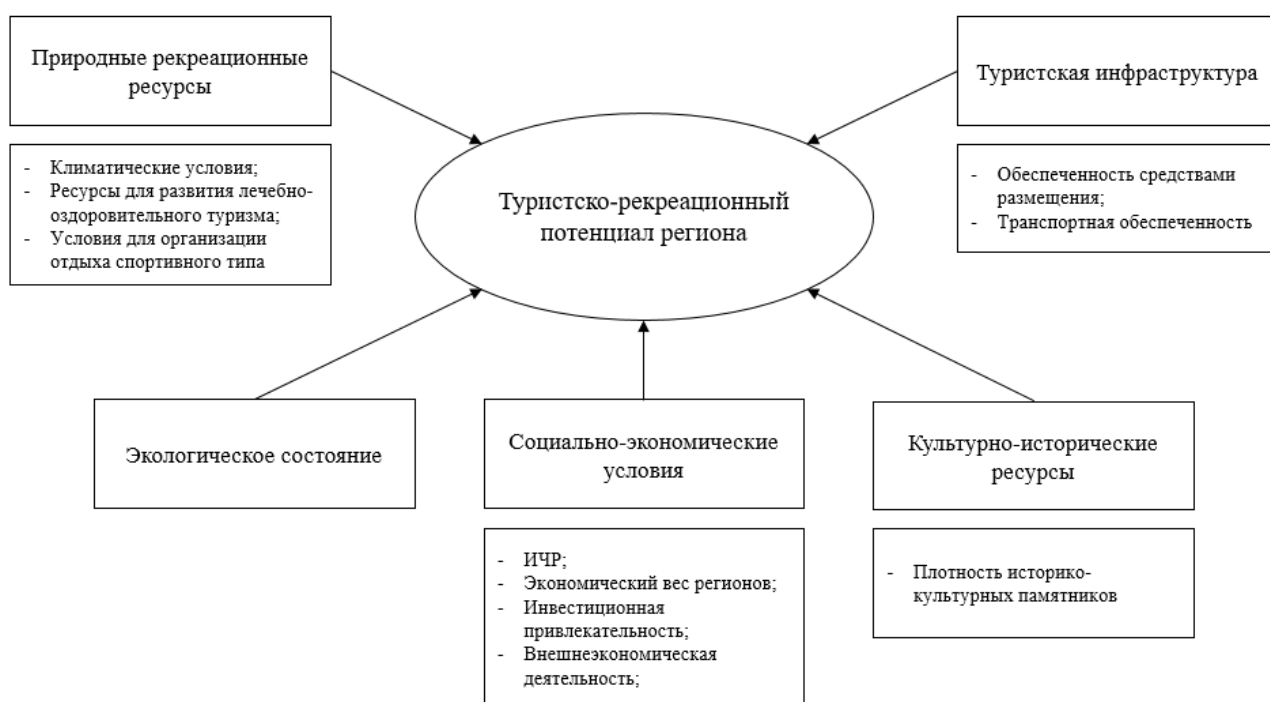 Природные рекреационные
ресурсы
Туристская инфраструктура
- Климатические условия;
- Ресурсы для развития лечебно-
оздоровительного туризма;
- Условия для организации
отдыха спортивного типа
Туристско-рекреационный
потенциал региона
- Обеспеченность средствами
размещения;
- Транспортная обеспеченность
Экологическое состояние
Социально-экономические
условия
Культурно-исторические
ресурсы
- ИЧР;
- Экономический вес регионов;
- Инвестиционная
привлекательность;
- Внешнеэкономическая
деятельность;
- Плотность историко-
культурных памятников